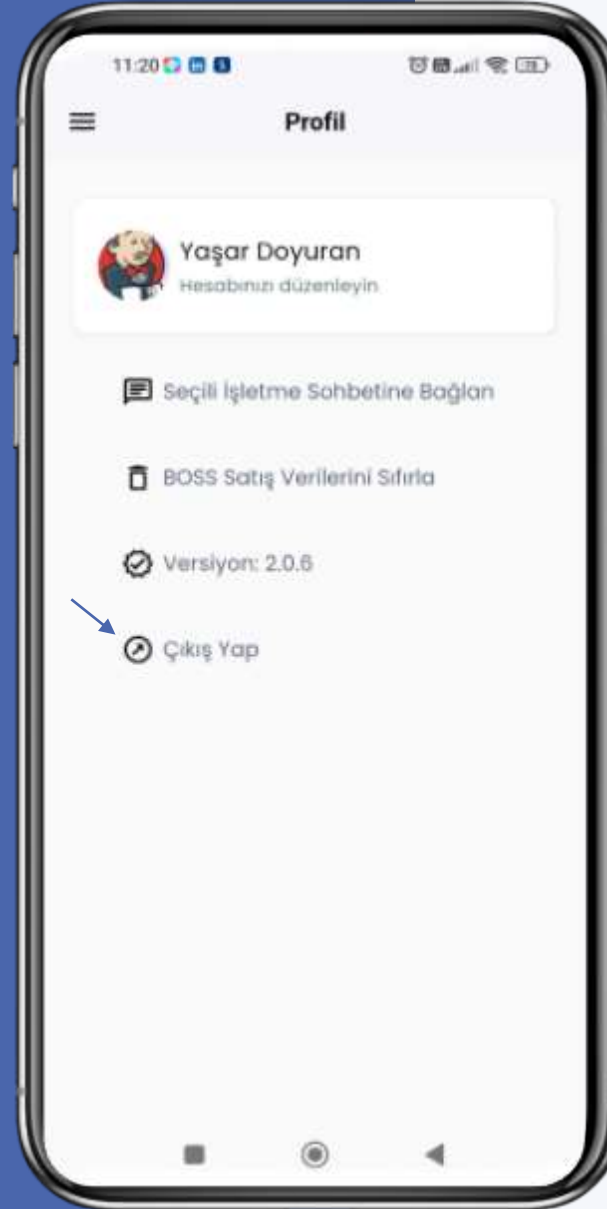 11:20
Profil
Yaşar Doyuran
Hesabınızı düzenleyin
Seçili İşletme Sohbetine Bağlan
BOSS Satış Verilerini Sıfırla
Versiyon: 2.0.6
Çıkış Yap